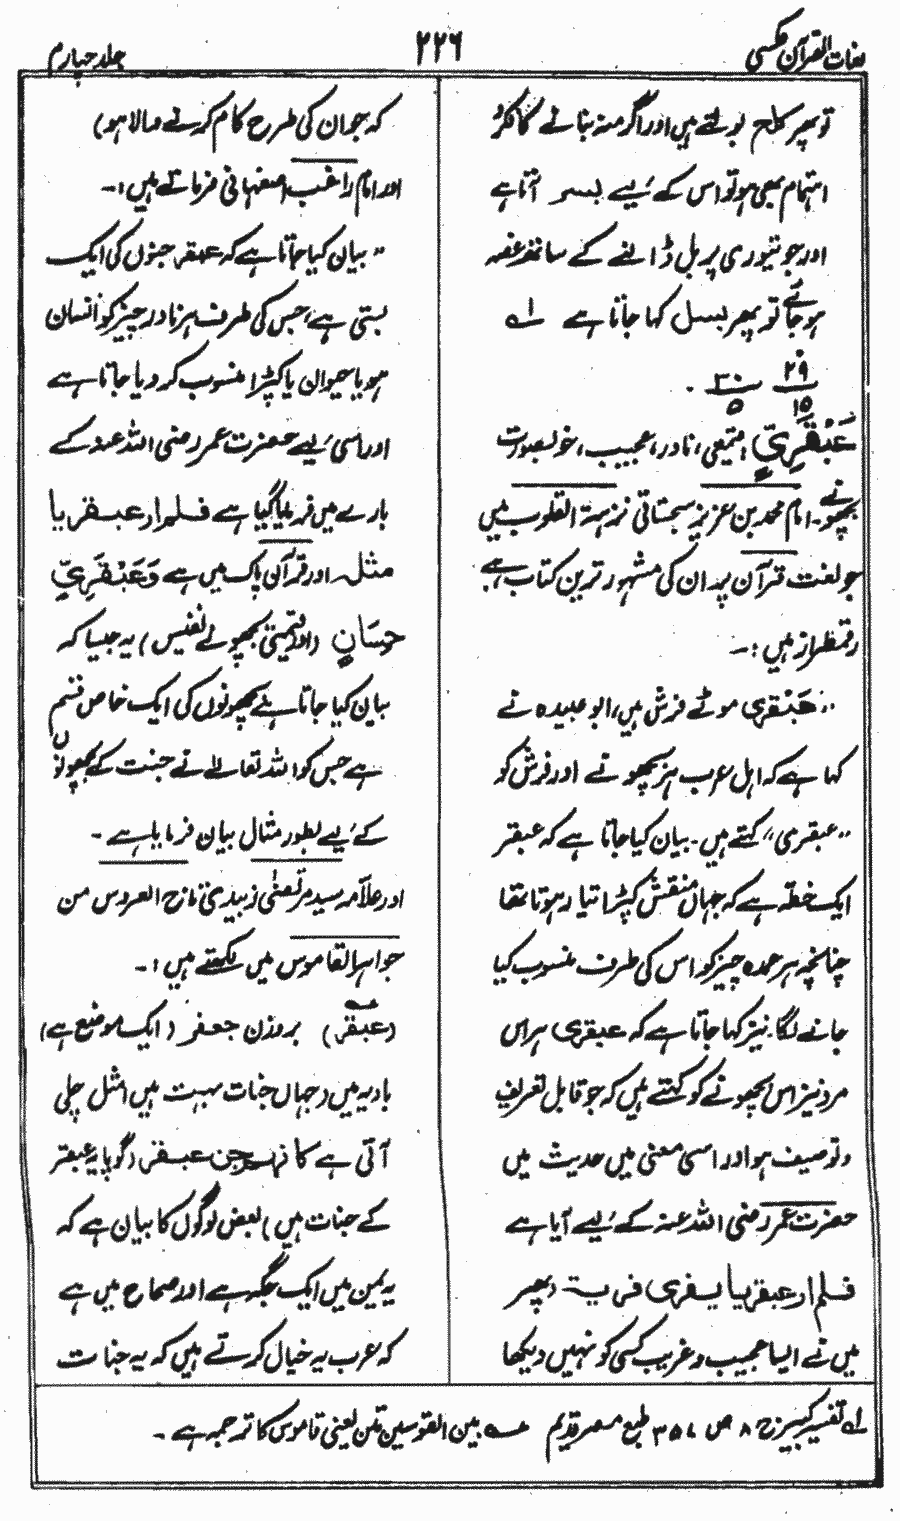 لغات القرآن عکسی
۲۲۶
جلد چہارم
تو پھر کلح بولتے ہیں اور اگر منہ بنانے کا فکر و
اہتمام بھی ہو تو اس کے لیے بسر آتا ہے
اور جو تیوری پر بل ڈالنے کے ساتھ غصہ
ہو جائے تو پھر بسل کہا جاتا ہے لہ
۲۹/۱۵ ۳۰/۵ ۔
عَبْقَرِیٍّ: قیمتی، نادر، عجیب، خوبصورت
بچھونے۔ امام محمد بن عزیز سجستانی نزہۃ القلوب میں
جو لغت قرآن پر ان کی مشہور ترین کتاب ہے
رقمطراز ہیں:۔
"عَبْقَرِی موٹے فرش ہیں، ابو عبیدہ نے
کہا ہے کہ اہل عرب ہر بچھونے اور فرش کو
"عبقری" کہتے ہیں۔ بیان کیا جاتا ہے کہ عبقر
ایک خطہ ہے کہ جہاں منقش کپڑا تیار ہوتا تھا
چنانچہ ہر عمدہ چیز کو اس کی طرف منسوب کیا
جانے لگا۔ نیز کہا جاتا ہے کہ عبقری ہر اس
مرد نیز اس بچھونے کو کہتے ہیں کہ جو قابل تعریف
و توصیف ہو اور اسی معنی میں حدیث میں
حضرت عمر رضی اللہ عنہ کے لیے آیا ہے
فلم ار عبقریا یفری فریۃ (پھر
میں نے ایسا عجیب و غریب کسی کو نہیں دیکھا
کہ جو ان کی طرح کام کرنے والا ہو)
اور امام راغب اصفہانی فرماتے ہیں:۔
"بیان کیا جاتا ہے کہ عبقر جنوں کی ایک
بستی ہے، جس کی طرف ہر نادر چیز کو انسان
ہو یا حیوان یا کپڑا منسوب کر دیا جاتا ہے
اور اسی لیے حضرت عمر رضی اللہ عنہ کے
بارے میں فرمایا گیا ہے فلم ار عبقریا
مثلہ اور قرآن پاک میں ہے وَعَبْقَرِیٍّ
حِسَانٍ (اور قیمتی بچھونے نفیس) یہ جیسا کہ
بیان کیا جاتا ہے بچھونوں کی ایک خاص قسم
ہے جس کو اللہ تعالےٰ نے جنت کے بچھونوں
کے لیے بطور مثال بیان فرمایا ہے۔
اور علامہ سید مرتضٰی زبیدی تاج العروس من
جواہر القاموس میں لکھتے ہیں:۔
(عبقر) بروزن جعفر (ایک موضع ہے)
بادیہ میں (جہاں جنات بہت ہیں) مثل چلی
آتی ہے کانہم جن عبقر (گویا یہ عبقر
کے جنات ہیں) بعض لوگوں کا بیان ہے کہ
یہ یمن میں ایک جگہ ہے اور صحاح میں ہے
کہ عرب یہ خیال کرتے ہیں کہ یہ جنات
لہ تفسیر کبیر ج ۸ ص ۳۵۷ طبع مصر قدیم عہ بین القوسین متن یعنی قاموس کا ترجمہ ہے۔